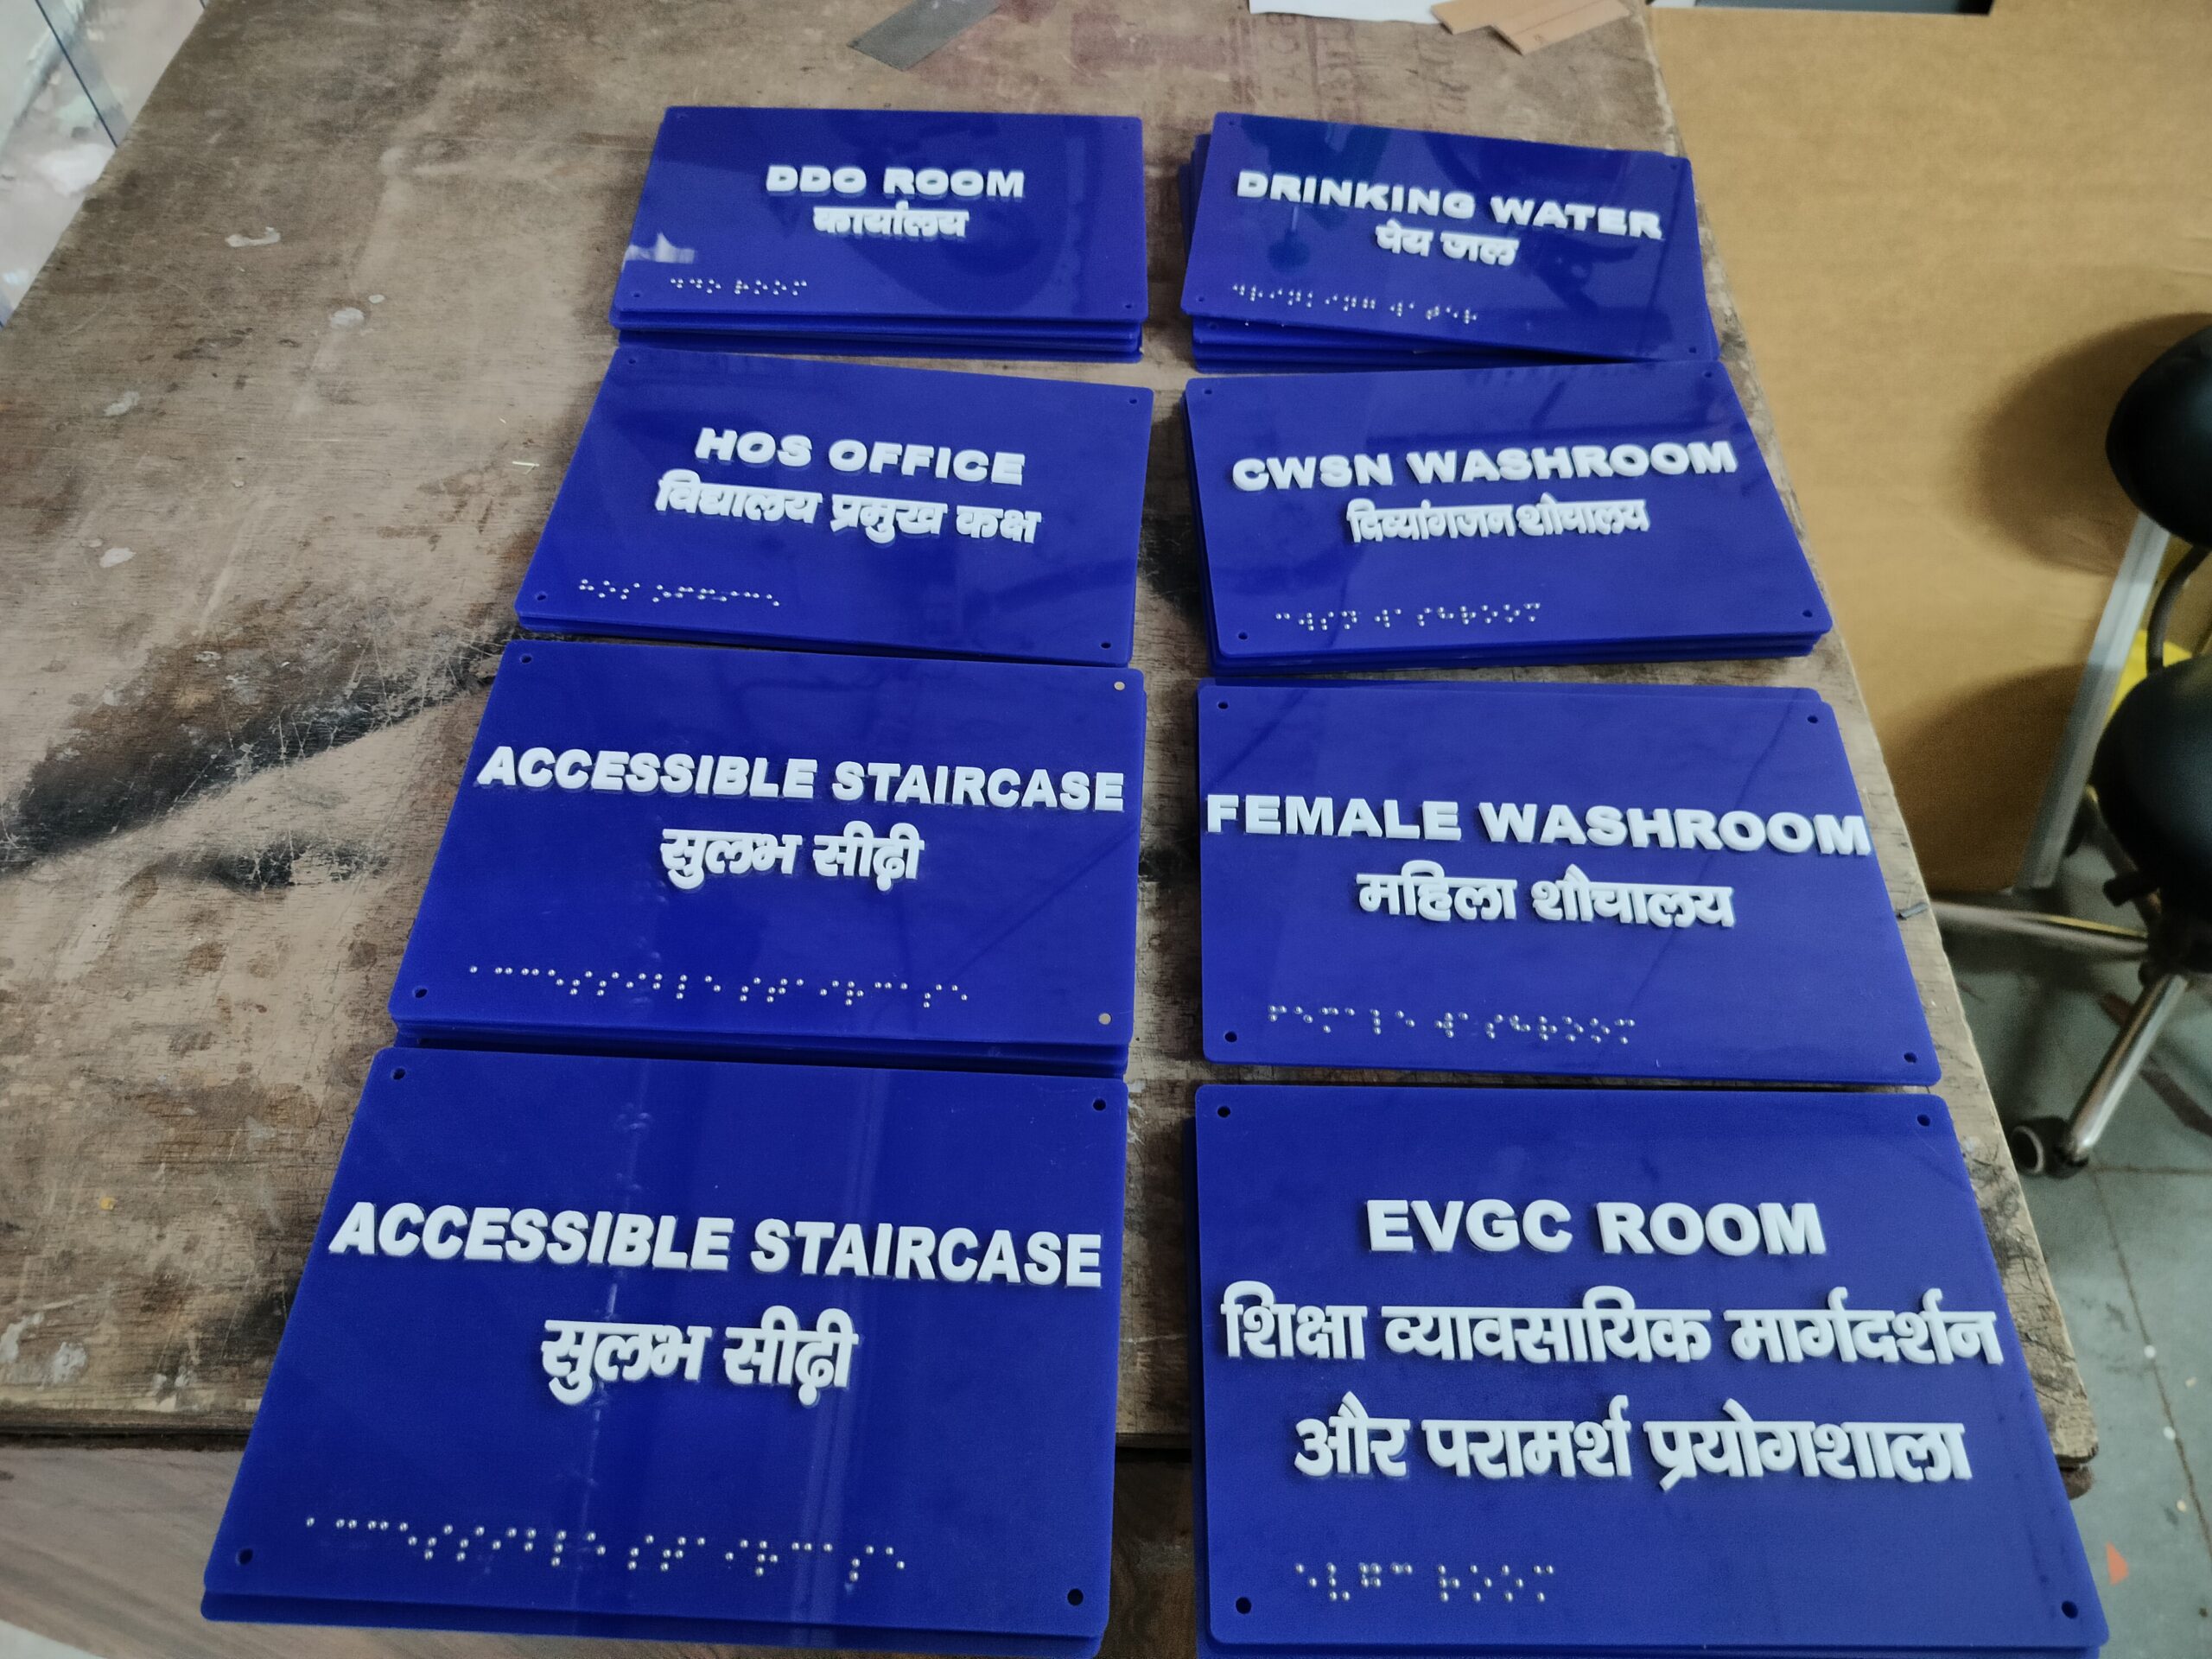 DDO ROOM
कार्यालय
⠙⠙⠕ ⠗⠕⠕⠍
DRINKING WATER
पेय जल
⠙⠗⠊⠝⠅⠊⠝⠛ ⠺⠁⠞⠑⠗
HOS OFFICE
विद्यालय प्रमुख कक्ष
⠓⠕⠎ ⠕⠋⠋⠊⠉⠑
CWSN WASHROOM
दिव्यांगजन शौचालय
⠉⠺⠎⠝ ⠺⠁⠎⠓⠗⠕⠕⠍
ACCESSIBLE STAIRCASE
सुलभ सीढ़ी
⠁⠉⠉⠑⠎⠎⠊⠃⠇⠑ ⠎⠞⠁⠊⠗⠉⠁⠎⠑
FEMALE WASHROOM
महिला शौचालय
⠋⠑⠍⠁⠇⠑ ⠺⠁⠎⠓⠗⠕⠕⠍
ACCESSIBLE STAIRCASE
सुलभ सीढ़ी
⠁⠉⠉⠑⠎⠎⠊⠃⠇⠑ ⠎⠞⠁⠊⠗⠉⠁⠎⠑
EVGC ROOM
शिक्षा व्यावसायिक मार्गदर्शन
और परामर्श प्रयोगशाला
⠑⠧⠛⠉ ⠗⠕⠕⠍